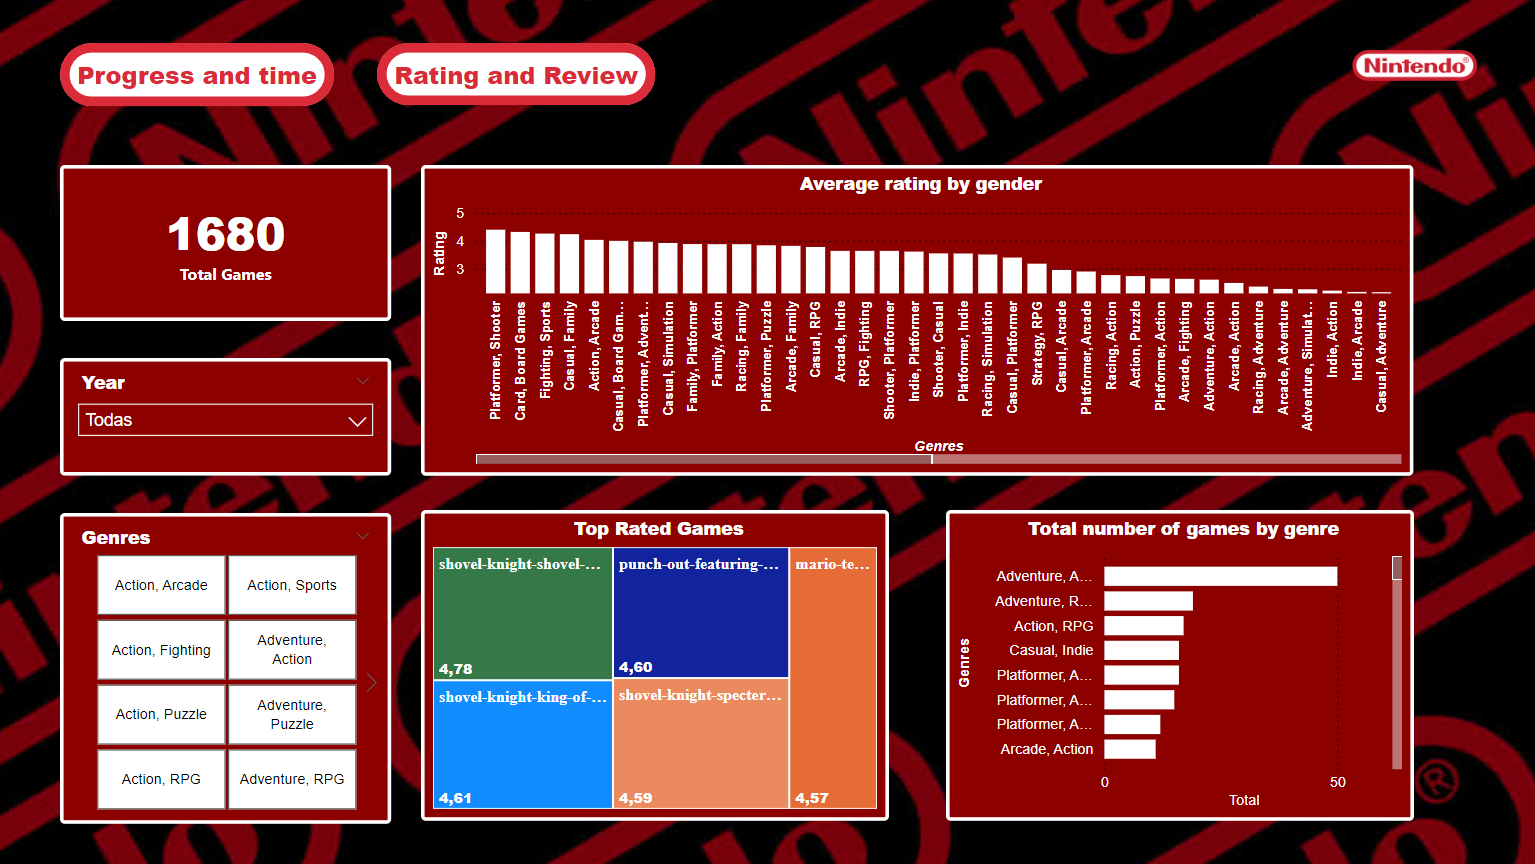 Progress and time
Rating and Review
Nintendo®
1680
Total Games
Year
Todas
Genres
Action, Arcade
Action, Sports
Action, Fighting
Adventure,
Action
Action, Puzzle
Adventure,
Puzzle
Action, RPG
Adventure, RPG
Average rating by gender
Rating
5
4
3
Platformer, Shooter
Card, Board Games
Fighting, Sports
Casual, Family
Action, Arcade
Casual, Board Gam...
Platformer, Advent...
Casual, Simulation
Family, Platformer
Family, Action
Racing, Family
Platformer, Puzzle
Arcade, Family
Casual, RPG
Arcade, Indie
RPG, Fighting
Shooter, Platformer
Indie, Platformer
Shooter, Casual
Platformer, Indie
Racing, Simulation
Casual, Platformer
Strategy, RPG
Casual, Arcade
Platformer, Arcade
Racing, Action
Action, Puzzle
Platformer, Action
Arcade, Fighting
Adventure, Action
Arcade, Action
Racing, Adventure
Arcade, Adventure
Adventure, Simulat...
Indie, Action
Indie, Arcade
Casual, Adventure
Genres
Top Rated Games
shovel-knight-shovel-...
4,78
punch-out-featuring-...
4,60
mario-te...
4,57
shovel-knight-king-of-...
4,61
shovel-knight-specter...
4,59
Total number of games by genre
Genres
Adventure, A...
Adventure, R...
Action, RPG
Casual, Indie
Platformer, A...
Platformer, A...
Platformer, A...
Arcade, Action
0
50
Total